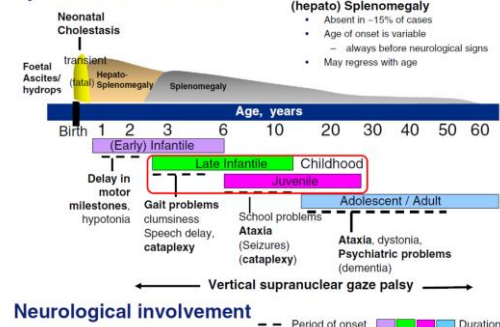 (hepato) Splenomegaly
• Absent in ~15% of cases
• Age of onset is variable
– always before neurological signs
• May regress with age
Neonatal
Cholestasis
Foetal
Ascites/
hydrops
transient
(fatal)
Hepato-
Splenomegaly
Splenomegaly
Age, years
Birth 1 2 3 6 10 20 30 40 50 60
(Early) Infantile
Late Infantile
Childhood
Juvenile
Adolescent / Adult
Delay in
motor
milestones,
hypotonia
Gait problems
clumsiness
Speech delay,
cataplexy
School problems
Ataxia
(Seizures)
(cataplexy)
Ataxia, dystonia,
Psychiatric problems
(dementia)
Vertical supranuclear gaze palsy
Neurological involvement
Period of onset
Duration